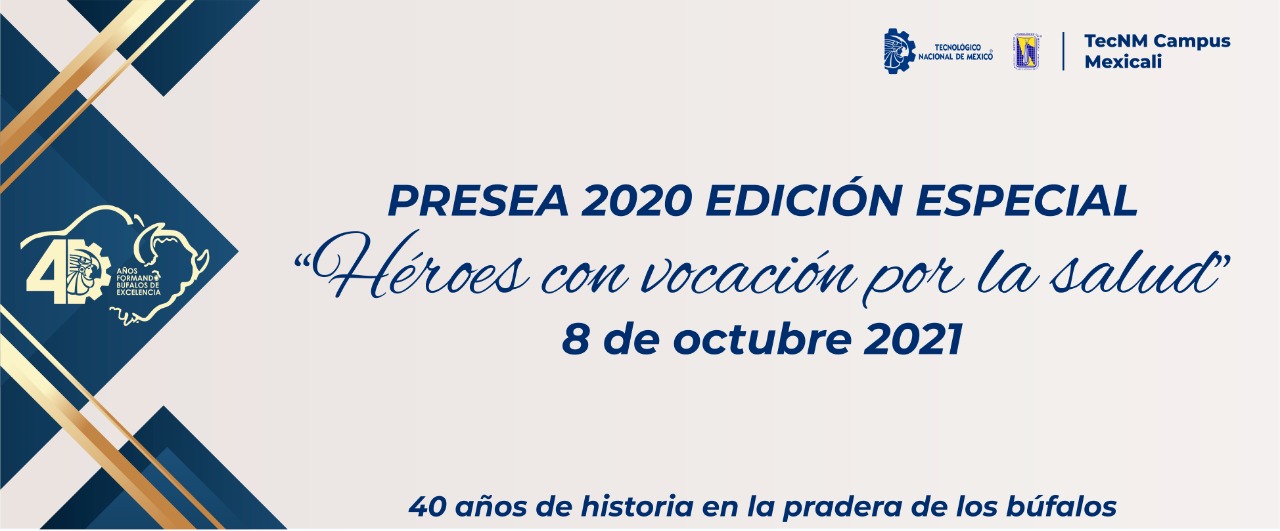 TECNOLÓGICO
NACIONAL DE MÉXICO
TecNM Campus
Mexicali
PRESEA 2020 EDICIÓN ESPECIAL
“Héroes con vocación por la salud”
8 de octubre 2021
40
AÑOS
FORMANDO
BÚFALOS DE
EXCELENCIA
40 años de historia en la pradera de los búfalos